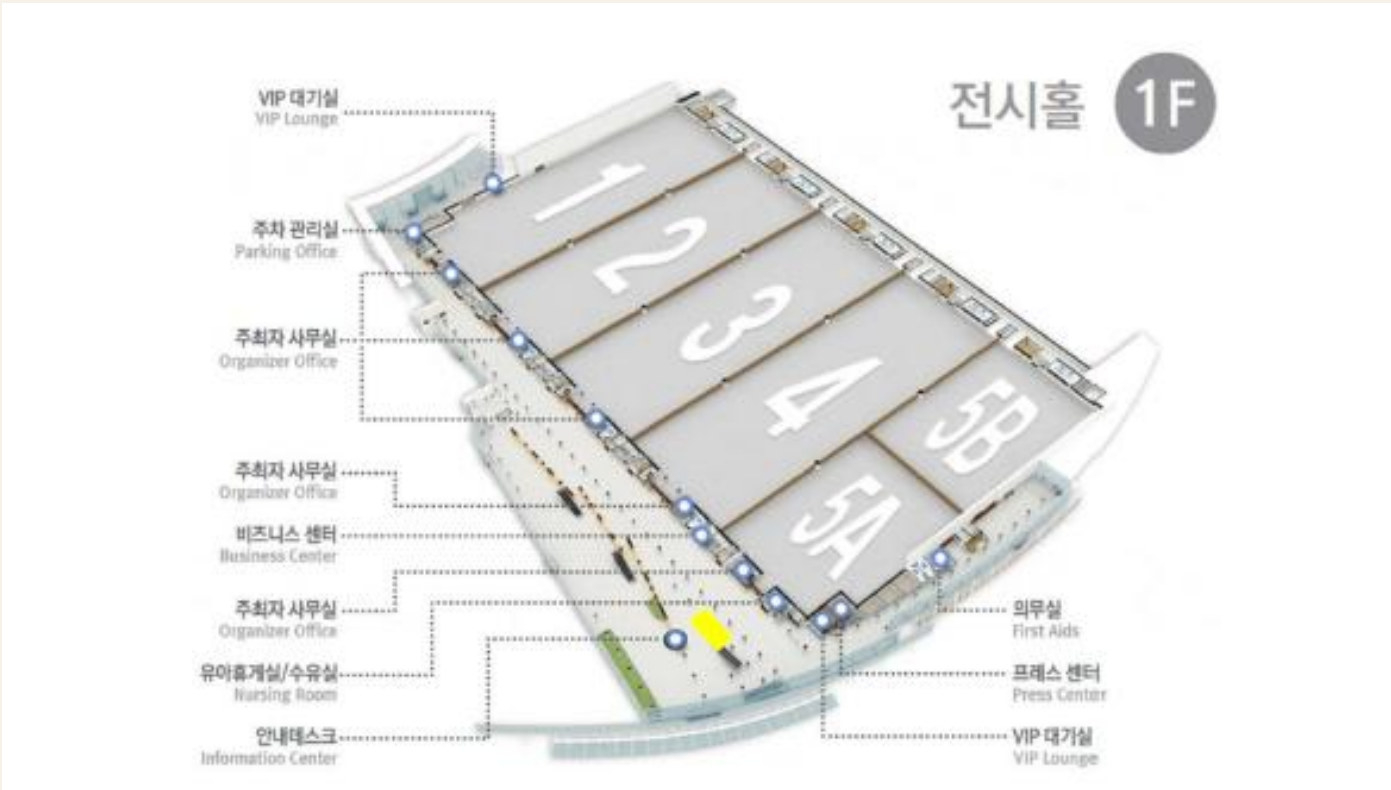 전시홀 1F
VIP 대기실
VIP Lounge
주차 관리실
Parking Office
주최자 사무실
Organizer Office
주최자 사무실
Organizer Office
비즈니스 센터
Business Center
주최자 사무실
Organizer Office
유아휴게실/수유실
Nursing Room
안내데스크
Information Center
1
2
3
4
5B
5A
의무실
First Aids
프레스 센터
Press Center
VIP 대기실
VIP Lounge